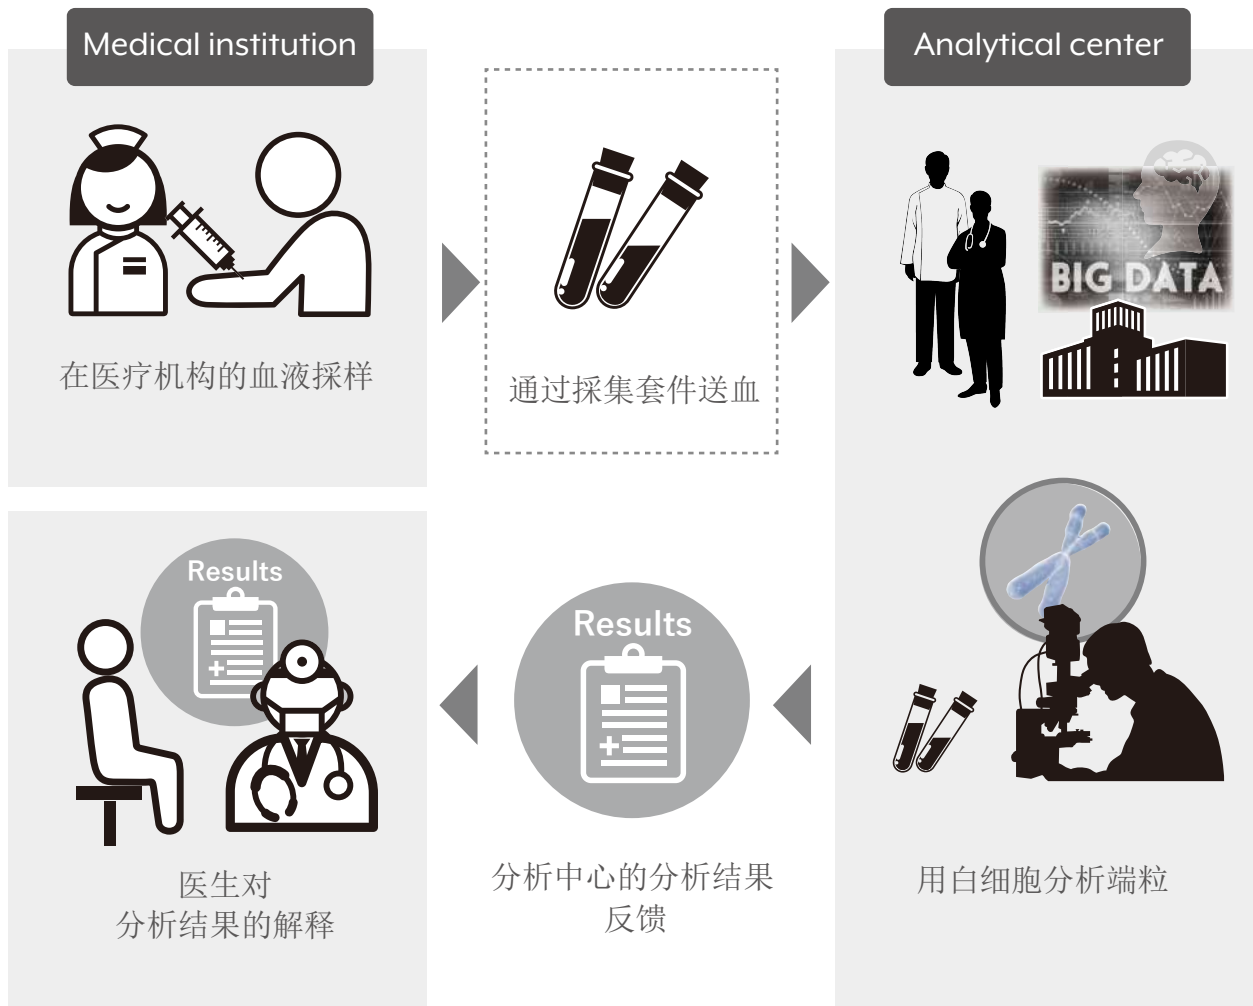 Medical institution
Analytical center
BIG DATA
在医疗机构的血液採样
通过採集套件送血
Results
Results
医生对
分析结果的解释
分析中心的分析结果
反馈
用白细胞分析端粒